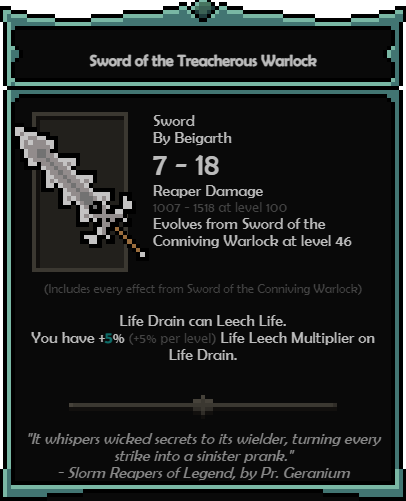 Sword of the Treacherous Warlock
Sword
By Beigarth
7 - 18
Reaper Damage
1007 - 1518 at level 100
Evolves from Sword of the
Conniving Warlock at level 46
(Includes every effect from Sword of the Conniving Warlock)
Life Drain can Leech Life.
You have +5% (+5% per level) Life Leech Multiplier on
Life Drain.
"It whispers wicked secrets to its wielder, turning every
strike into a sinister prank."
- Slorm Reapers of Legend, by Pr. Geranium